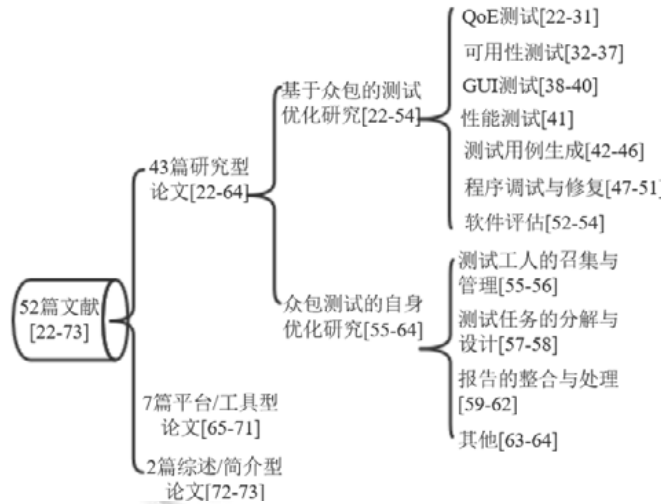 52篇文献
[22-73]
43篇研究型
论文[22-64]
基于众包的测试
优化研究[22-54]
QoE测试[22-31]
可用性测试[32-37]
GUI测试[38-40]
性能测试[41]
测试用例生成[42-46]
程序调试与修复[47-51]
软件评估[52-54]
众包测试的自身
优化研究[55-64]
测试工人的召集与
管理[55-56]
测试任务的分解与
设计[57-58]
报告的整合与处理
[59-62]
其他[63-64]
7篇平台/工具型
论文[65-71]
2篇综述/简介型
论文[72-73]